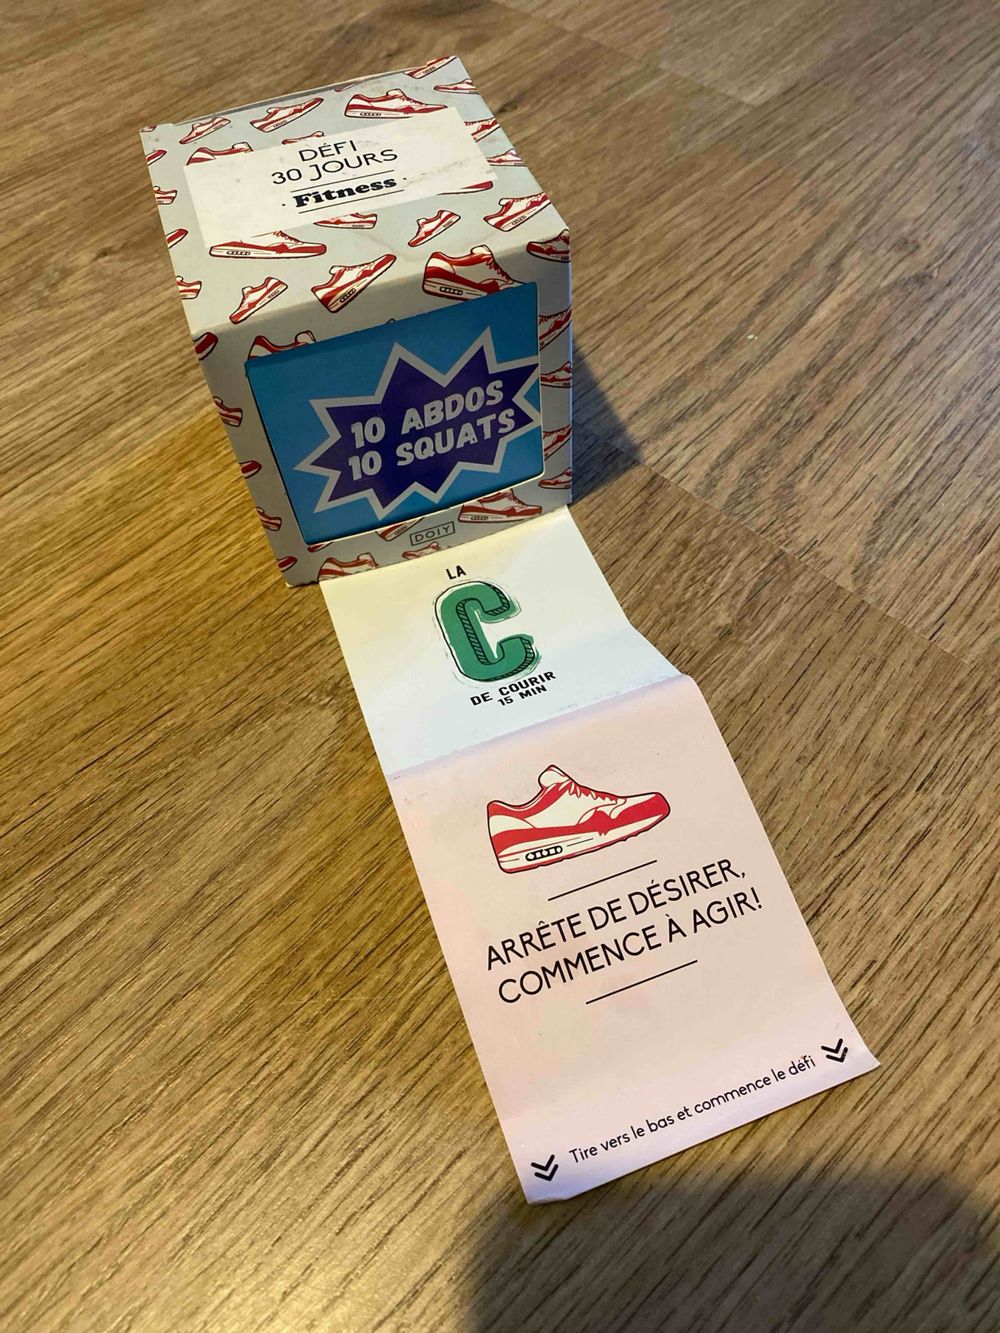 DÉFI
30 JOURS
· Fitness ·
10 ABDOS
10 SQUATS
DOIY
LA
C
DE COURIR
15 MIN
ARRÊTE DE DÉSIRER,
COMMENCE À AGIR!
Tire vers le bas et commence le défi